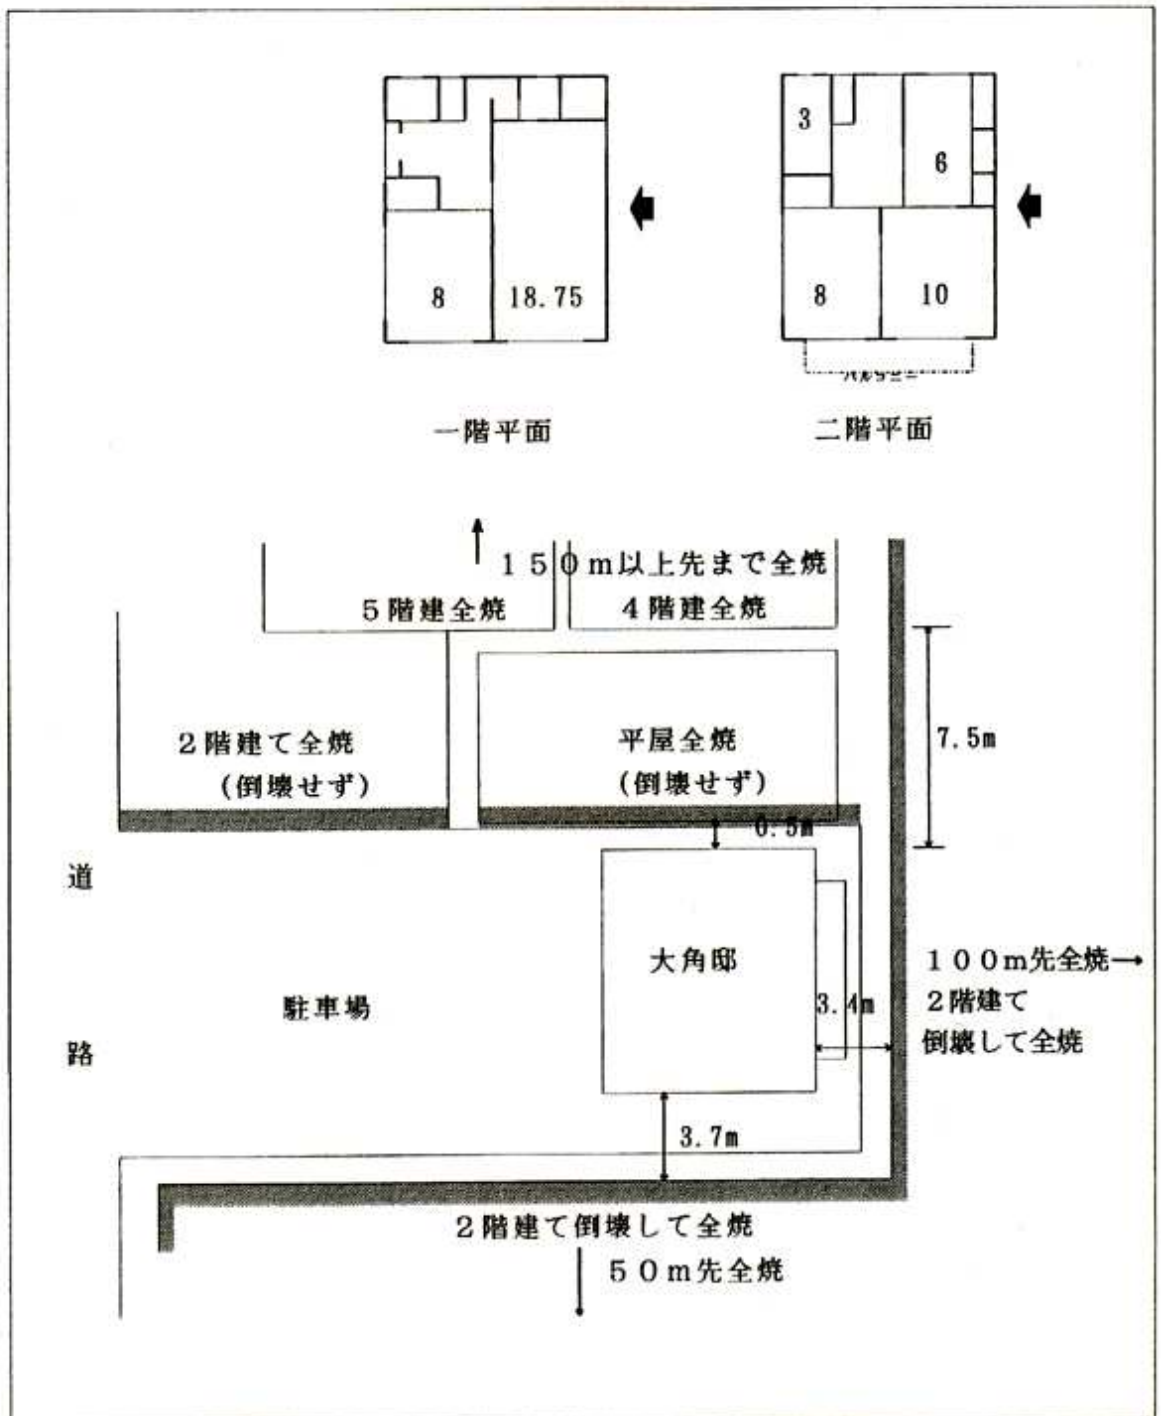 3
6
8
18.75
8
10
バルコニー
一階平面
二階平面
150m以上先まで全焼
5階建全焼
4階建全焼
2階建て全焼
(倒壊せず)
平屋全焼
(倒壊せず)
7.5m
0.5m
道
路
大角邸
駐車場
3.4m
100m先全焼
2階建て
倒壊して全焼
3.7m
2階建て倒壊して全焼
50m先全焼